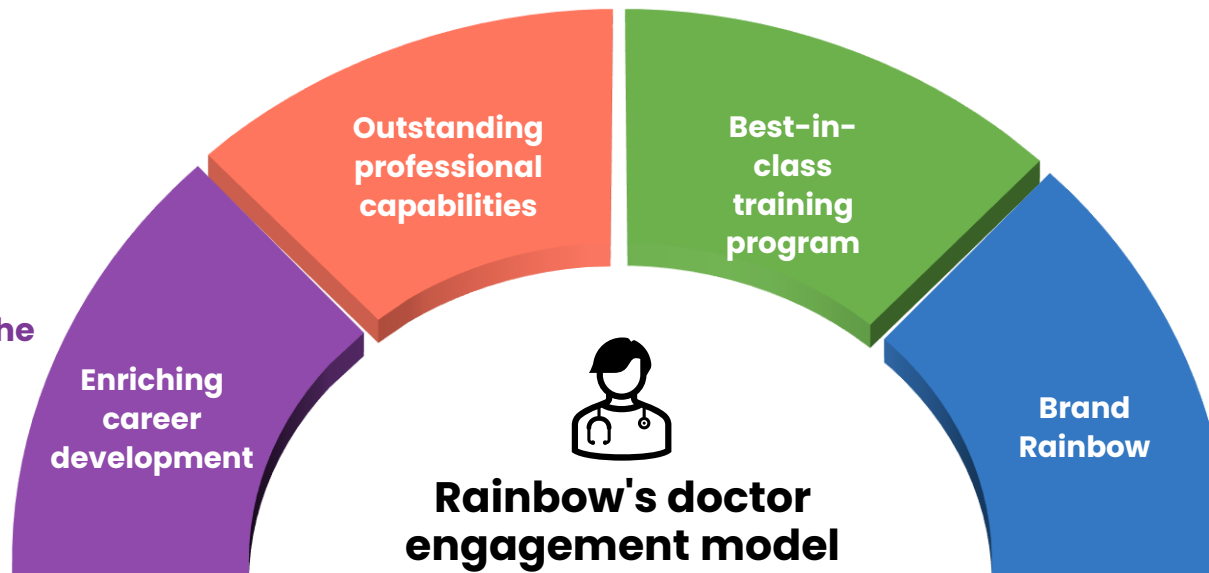 Outstanding
professional
capabilities
Best-in-
class
training
program
Enriching
career
development
Brand
Rainbow
Rainbow's doctor
engagement model